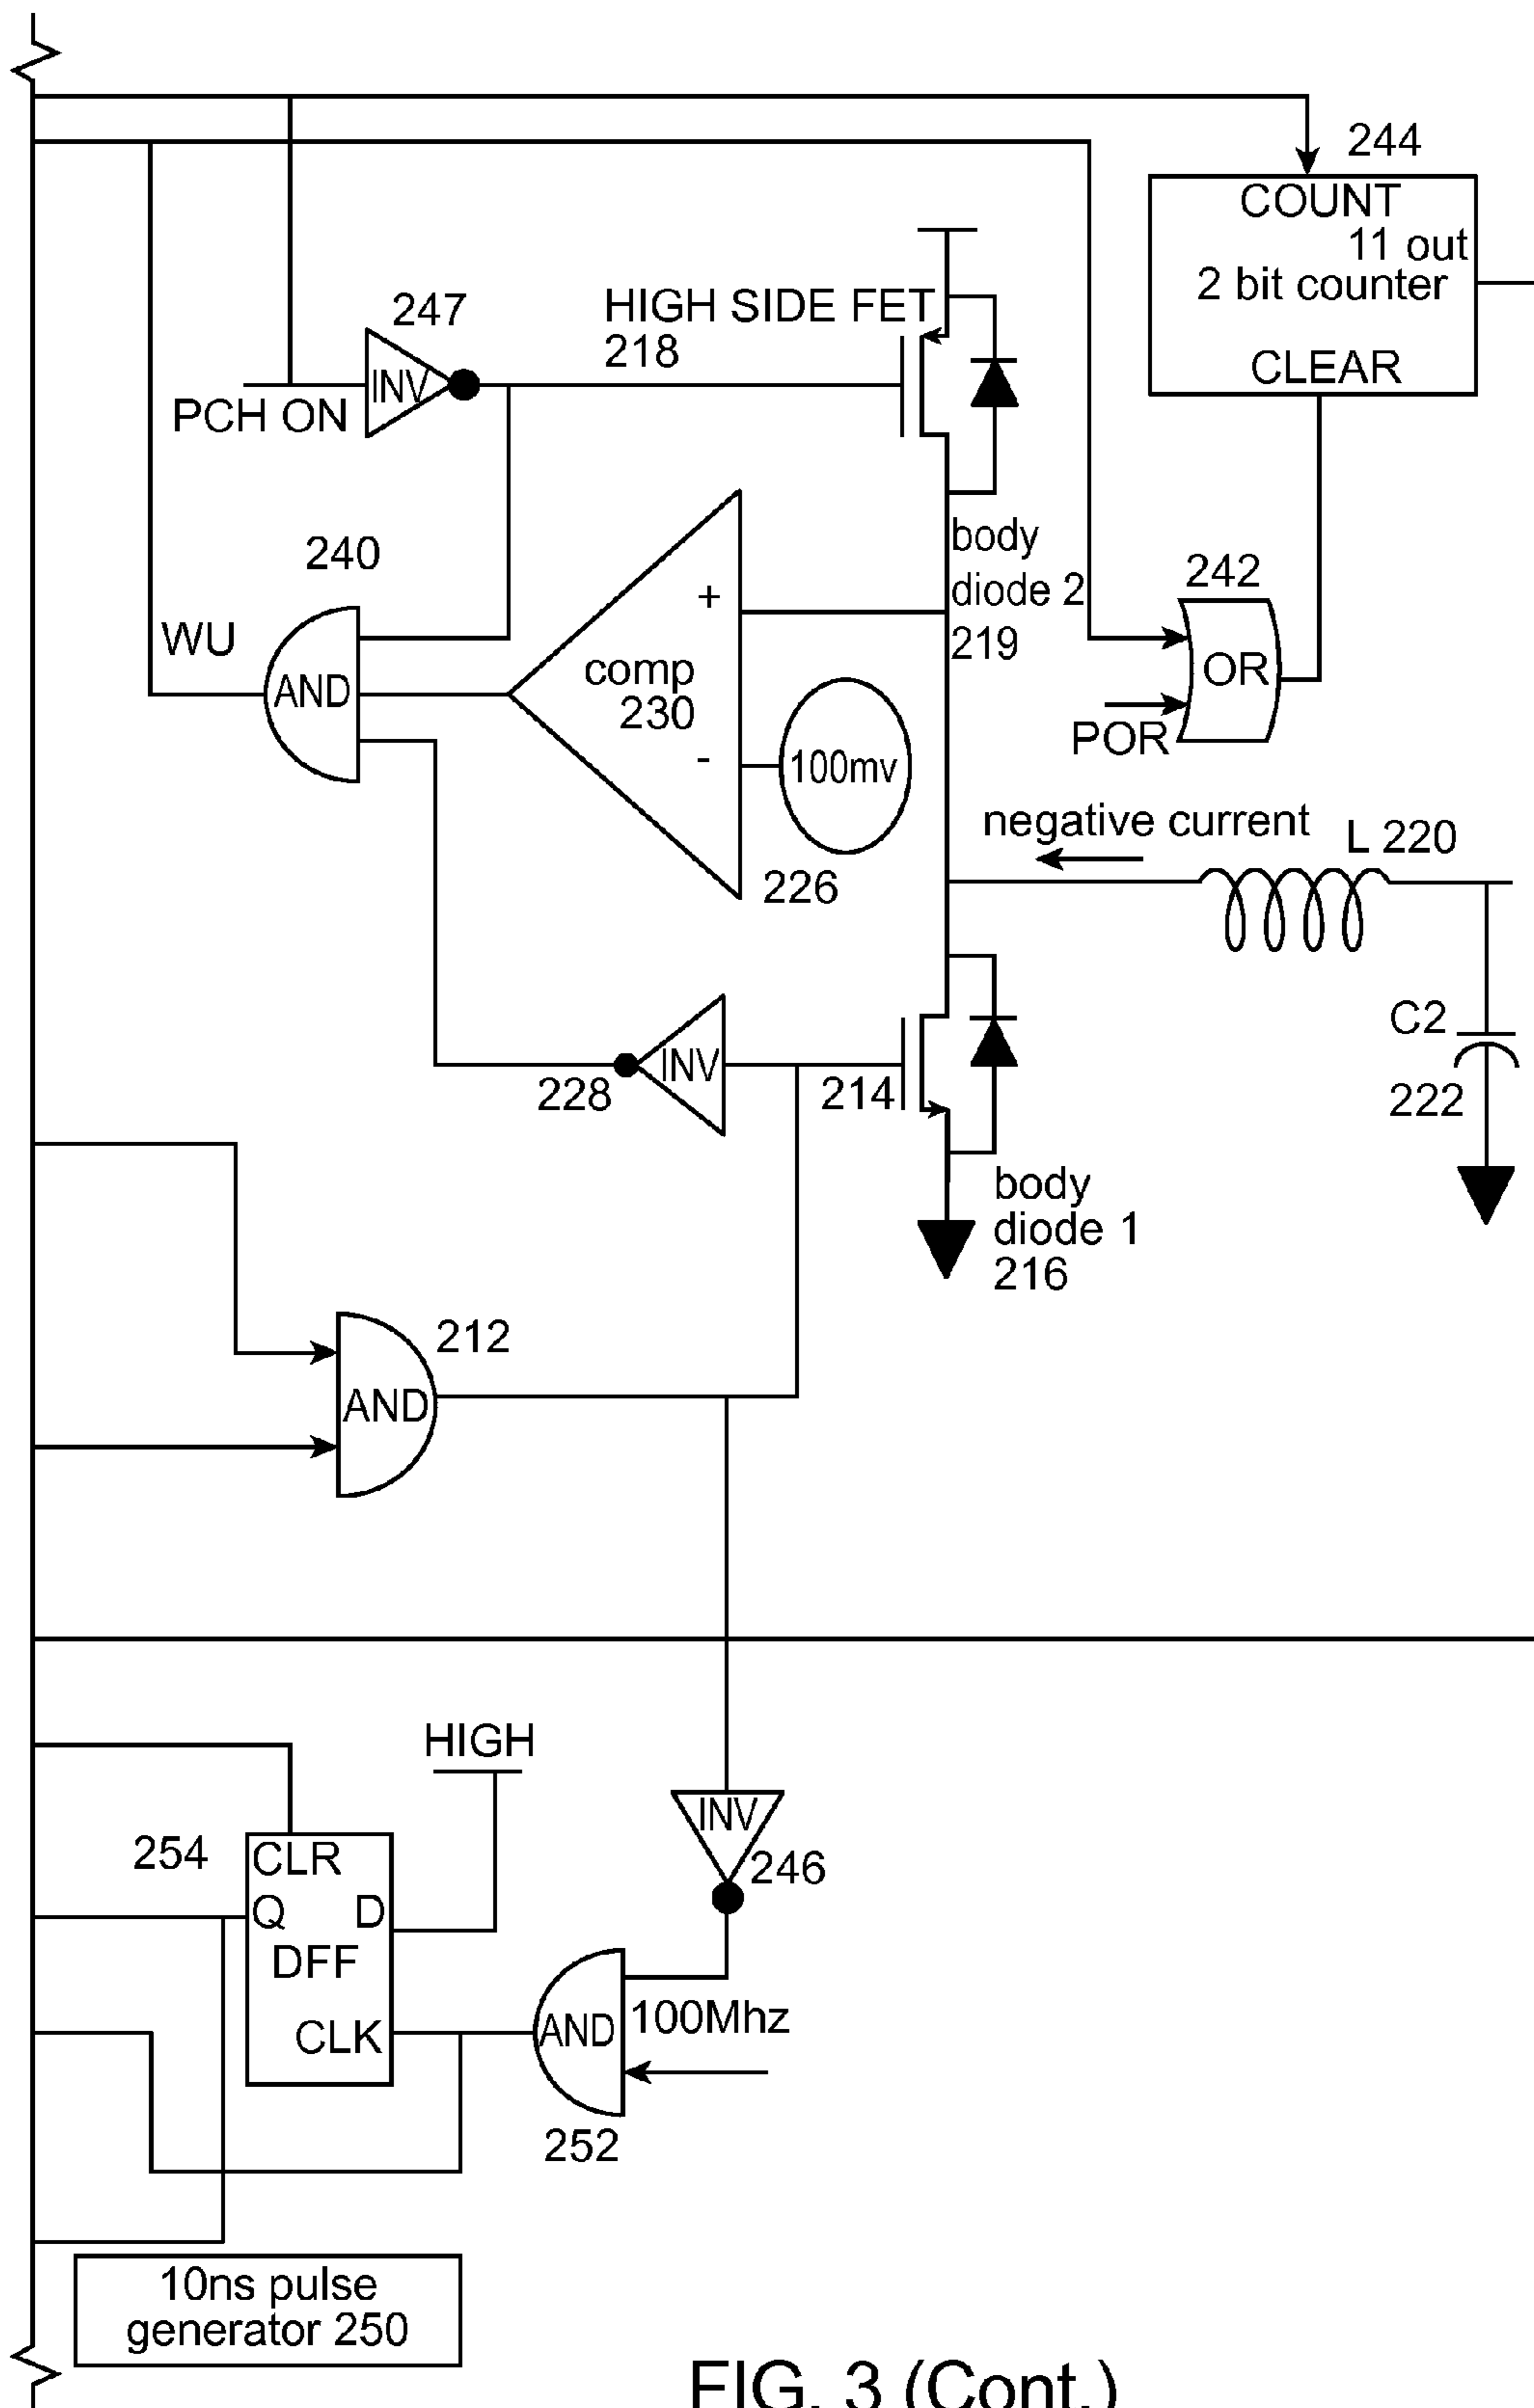 244
COUNT
11 out
2 bit counter
CLEAR
247
HIGH SIDE FET
218
INV
PCH ON
body
diode 2
219
240
WU
AND
+
comp
230
-
100mv
226
242
OR
POR
negative current
L 220
C2
222
INV
228
214
body
diode 1
216
212
AND
HIGH
INV
246
254
CLR
Q
D
DFF
CLK
AND
100Mhz
252
10ns pulse
generator 250
FIG. 3 (Cont.)